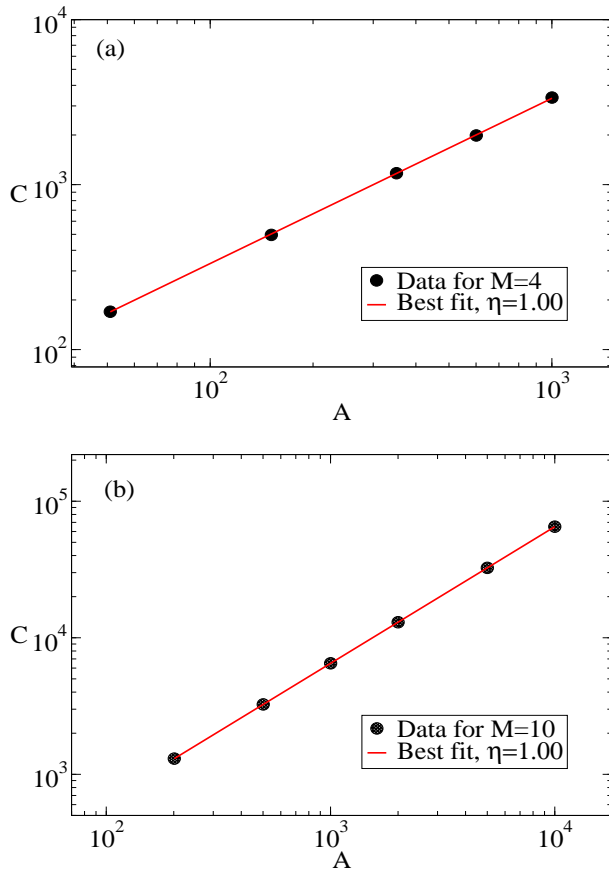 (a)
10^4
10^3
10^2
C
Data for M=4
Best fit, η=1.00
10^2
10^3
A
(b)
10^5
10^4
10^3
C
Data for M=10
Best fit, η=1.00
10^2
10^3
10^4
A